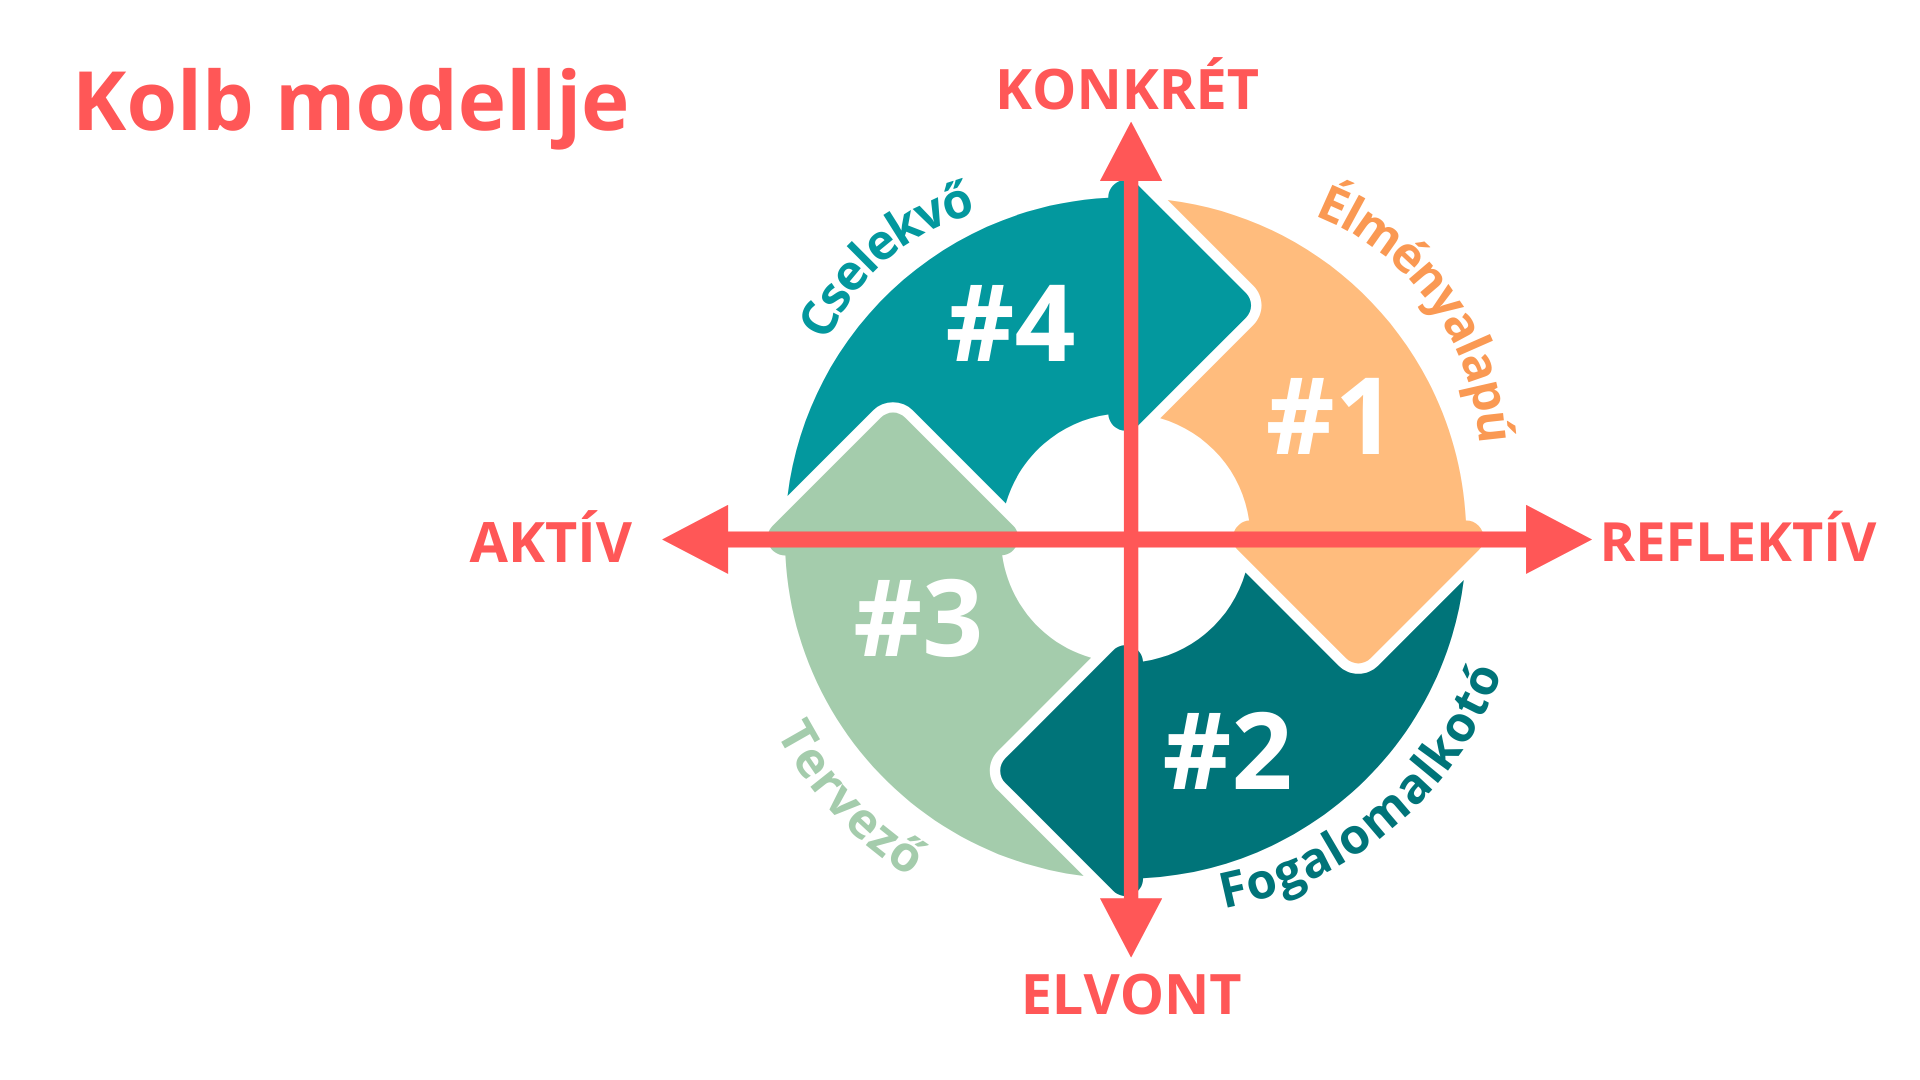 Kolb modellje
KONKRÉT
Cselekvő
Élményalapú
#4
#1
AKTÍV
REFLEKTÍV
#3
#2
Tervező
Fogalomalkotó
ELVONT